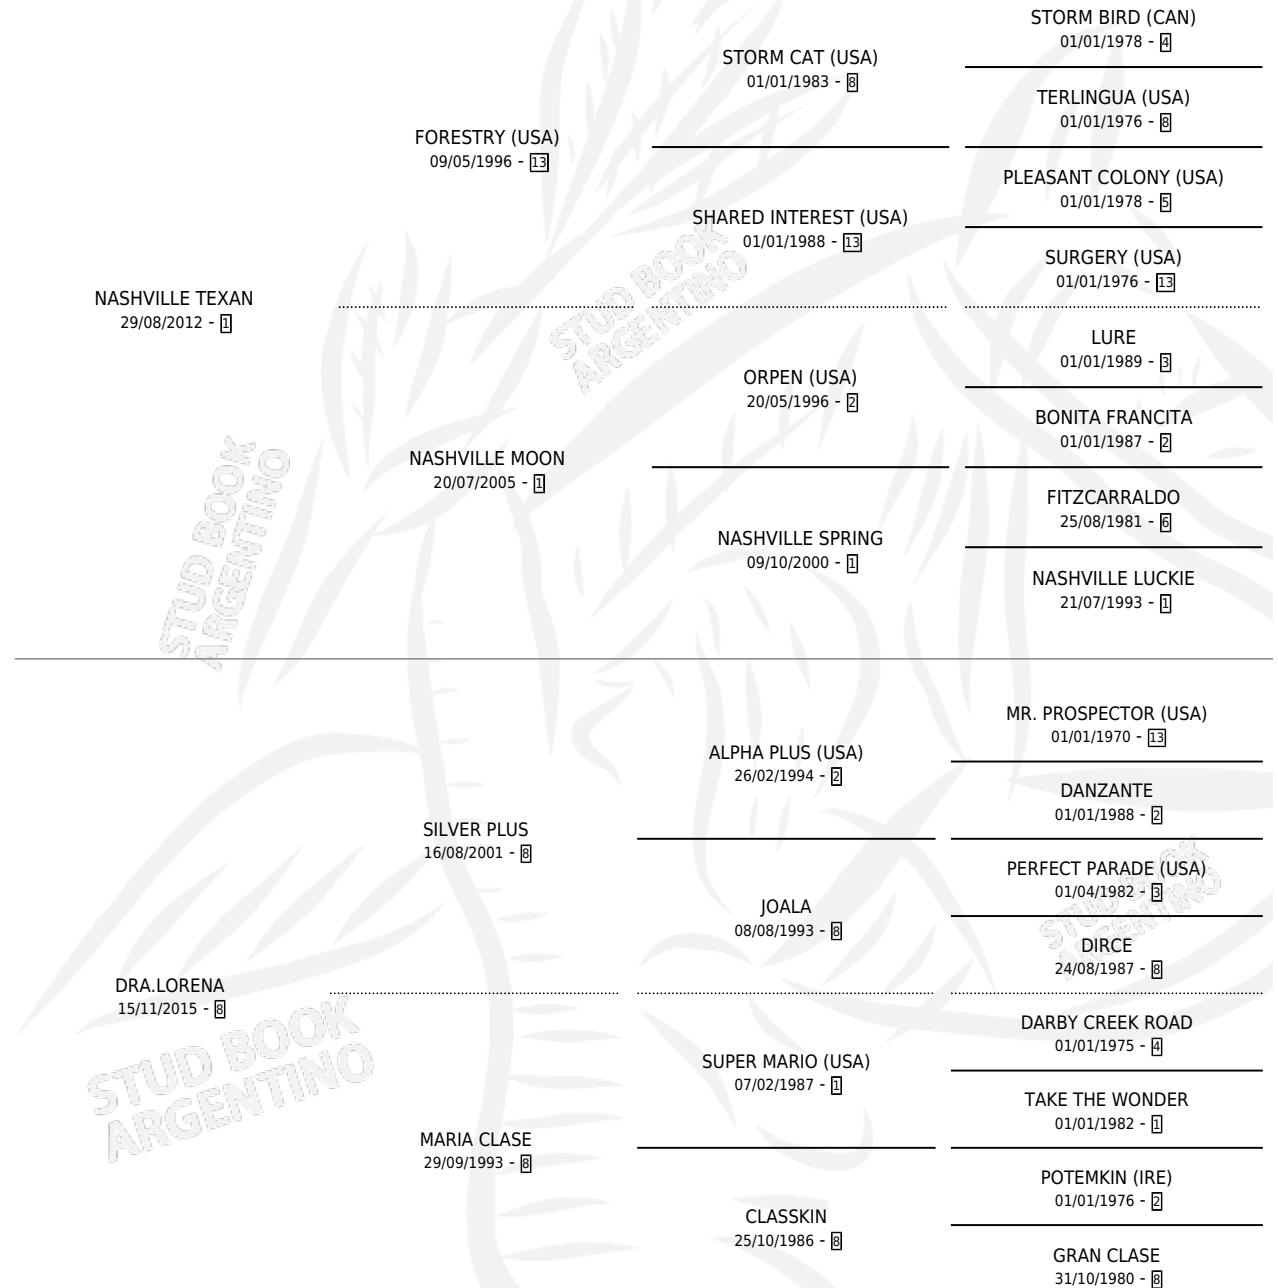 STORM BIRD (CAN)
01/01/1978 - 4
STORM CAT (USA)
01/01/1983 - 8
TERLINGUA (USA)
01/01/1976 - 8
FORESTRY (USA)
09/05/1996 - 13
PLEASANT COLONY (USA)
01/01/1978 - 5
SHARED INTEREST (USA)
01/01/1988 - 13
SURGERY (USA)
01/01/1976 - 13
NASHVILLE TEXAN
29/08/2012 - 1
STUD BOOK
ARGENTINO
LURE
01/01/1989 - 3
ORPEN (USA)
20/05/1996 - 2
BONITA FRANCITA
01/01/1987 - 2
NASHVILLE MOON
20/07/2005 - 1
FITZCARRALDO
25/08/1981 - 6
NASHVILLE SPRING
09/10/2000 - 1
NASHVILLE LUCKIE
21/07/1993 - 1
STUD BOOK
ARGENTINO
MR. PROSPECTOR (USA)
01/01/1970 - 13
ALPHA PLUS (USA)
26/02/1994 - 2
DANZANTE
01/01/1988 - 2
SILVER PLUS
16/08/2001 - 8
PERFECT PARADE (USA)
01/04/1982 - 3
JOALA
08/08/1993 - 8
DIRCE
24/08/1987 - 8
STUD BOOK
ARGENTINO
DRA.LORENA
15/11/2015 - 8
STUD BOOK
ARGENTINO
DARBY CREEK ROAD
01/01/1975 - 4
SUPER MARIO (USA)
07/02/1987 - 1
TAKE THE WONDER
01/01/1982 - 1
MARIA CLASE
29/09/1993 - 8
POTEMKIN (IRE)
01/01/1976 - 2
CLASSKIN
25/10/1986 - 8
GRAN CLASE
31/10/1980 - 8